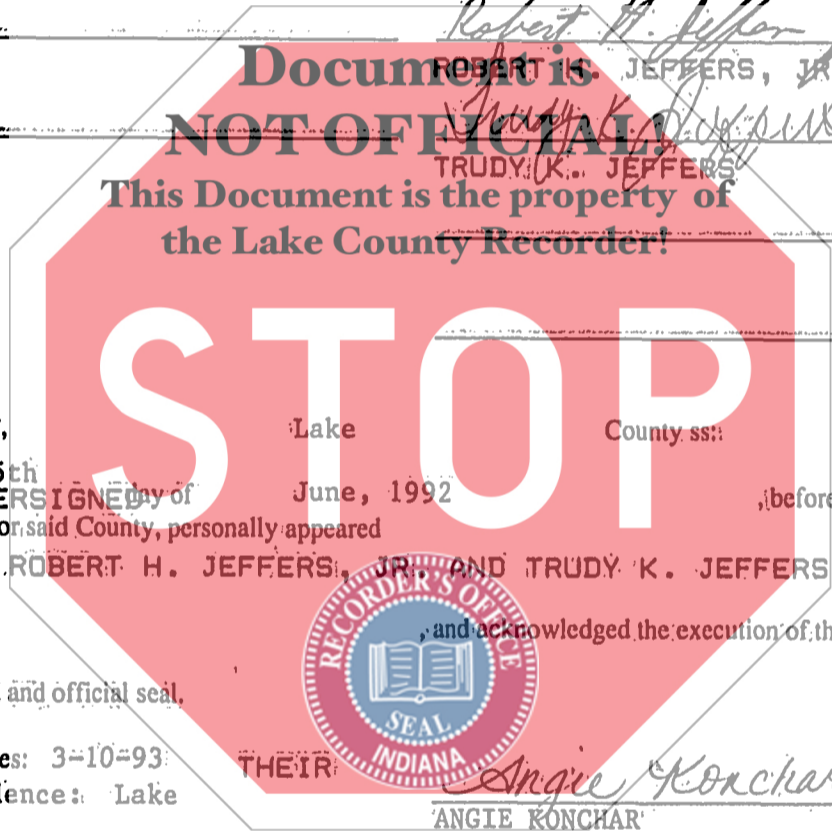 Robert H. Jeffers
Document is
ROBERT H. JEFFERS, JR
NOT OFFICIAL!
Trudy K.
TRUDY K. JEFFERS
This Document is the property of
the Lake County Recorder!
STOP
Lake County ss:
June, 1992
ERSIGNED day of , before
or said County, personally appeared
ROBERT H. JEFFERS, JR. AND TRUDY K. JEFFERS
, and acknowledged the execution of th
RECORDER'S OFFICE
SEAL
INDIANA
and official seal.
es: 3-10-93 THEIR
ence: Lake
Angie Konchar
ANGIE KONCHAR